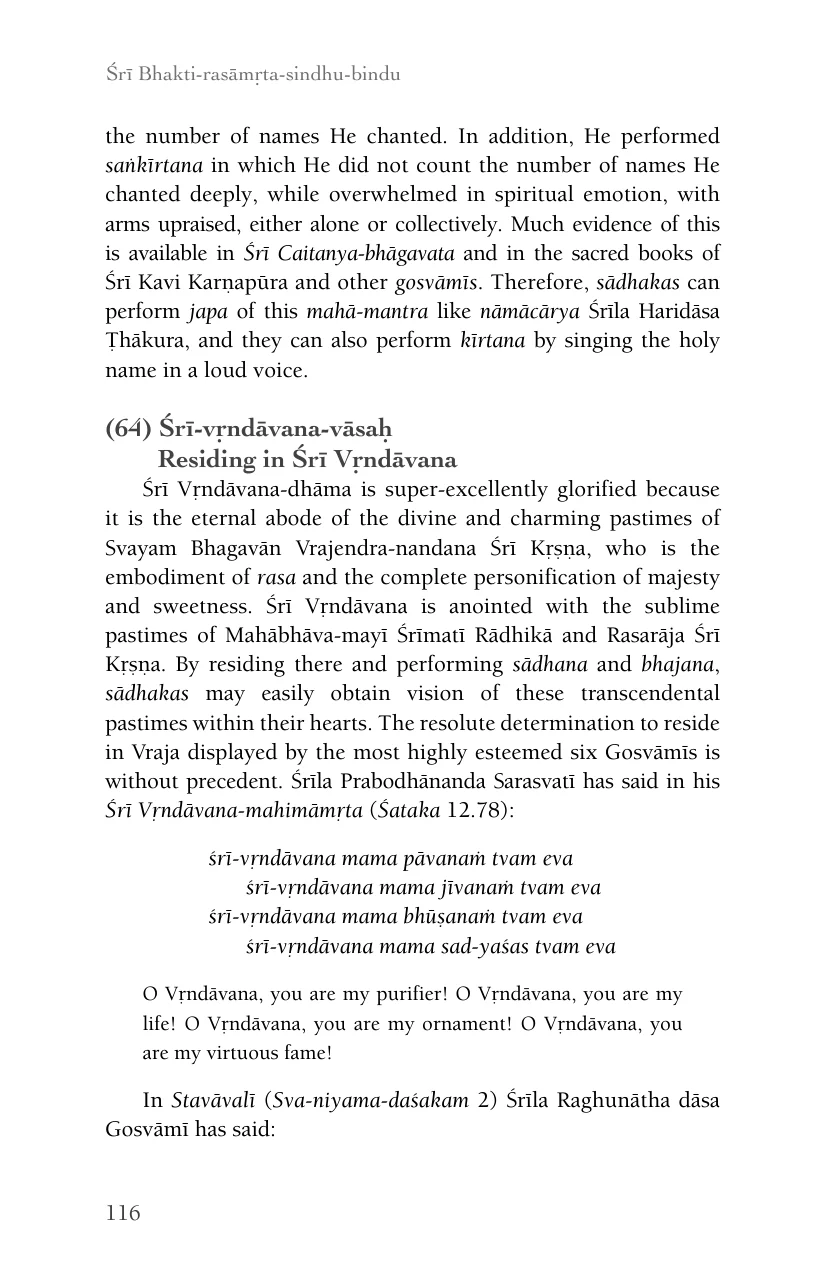 Śrī Bhakti-rasāmṛta-sindhu-bindu
the number of names He chanted. In addition, He performed
saṅkīrtana in which He did not count the number of names He
chanted deeply, while overwhelmed in spiritual emotion, with
arms upraised, either alone or collectively. Much evidence of this
is available in Śrī Caitanya-bhāgavata and in the sacred books of
Śrī Kavi Karṇapūra and other gosvāmīs. Therefore, sādhakas can
perform japa of this mahā-mantra like nāmācārya Śrīla Haridāsa
Ṭhākura, and they can also perform kīrtana by singing the holy
name in a loud voice.
(64) Śrī-vṛndāvana-vāsaḥ
Residing in Śrī Vṛndāvana
Śrī Vṛndāvana-dhāma is super-excellently glorified because
it is the eternal abode of the divine and charming pastimes of
Svayam Bhagavān Vrajendra-nandana Śrī Kṛṣṇa, who is the
embodiment of rasa and the complete personification of majesty
and sweetness. Śrī Vṛndāvana is anointed with the sublime
pastimes of Mahābhāva-mayī Śrīmatī Rādhikā and Rasarāja Śrī
Kṛṣṇa. By residing there and performing sādhana and bhajana,
sādhakas may easily obtain vision of these transcendental
pastimes within their hearts. The resolute determination to reside
in Vraja displayed by the most highly esteemed six Gosvāmīs is
without precedent. Śrīla Prabodhānanda Sarasvatī has said in his
Śrī Vṛndāvana-mahimāmṛta (Śataka 12.78):
śrī-vṛndāvana mama pāvanaṁ tvam eva
śrī-vṛndāvana mama jīvanaṁ tvam eva
śrī-vṛndāvana mama bhūṣanaṁ tvam eva
śrī-vṛndāvana mama sad-yaśas tvam eva
O Vṛndāvana, you are my purifier! O Vṛndāvana, you are my
life! O Vṛndāvana, you are my ornament! O Vṛndāvana, you
are my virtuous fame!
In Stavāvalī (Sva-niyama-daśakam 2) Śrīla Raghunātha dāsa
Gosvāmī has said:
116